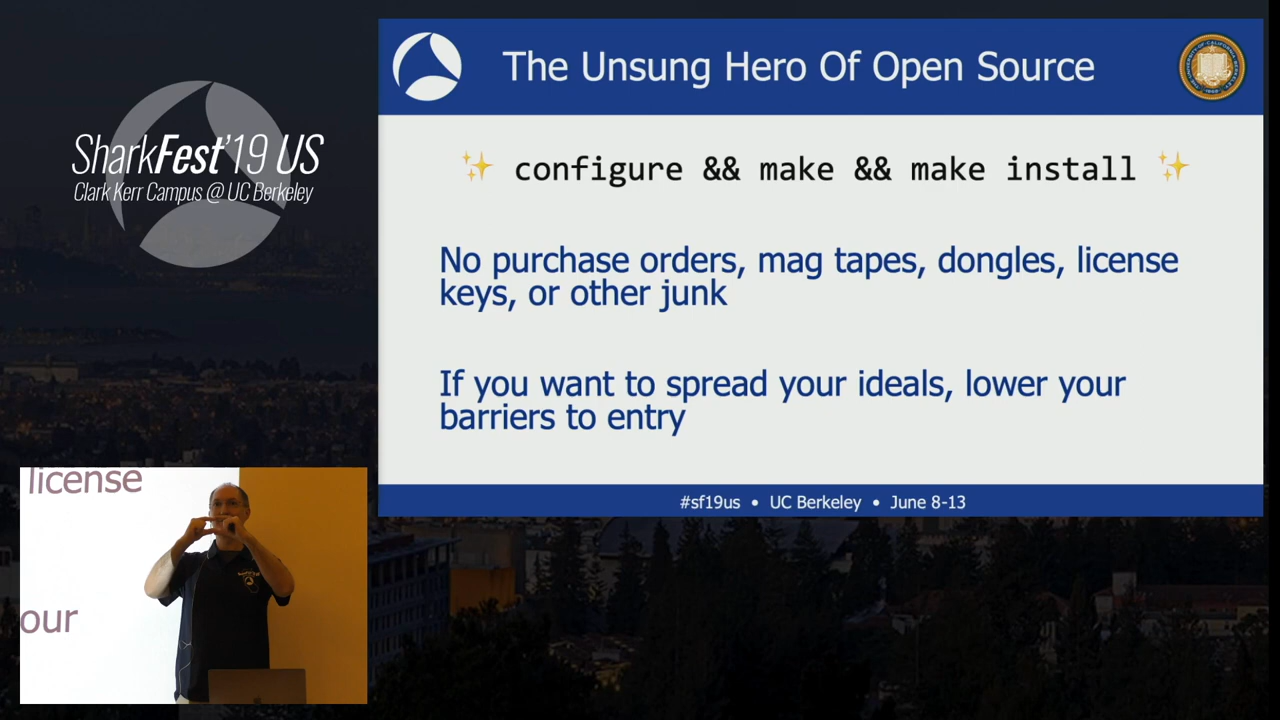 SharkFest'19 US
Clark Kerr Campus @ UC Berkeley
The Unsung Hero Of Open Source
✨ configure && make && make install ✨
No purchase orders, mag tapes, dongles, license
keys, or other junk
If you want to spread your ideals, lower your
barriers to entry
#sf19us • UC Berkeley • June 8-13
license
our